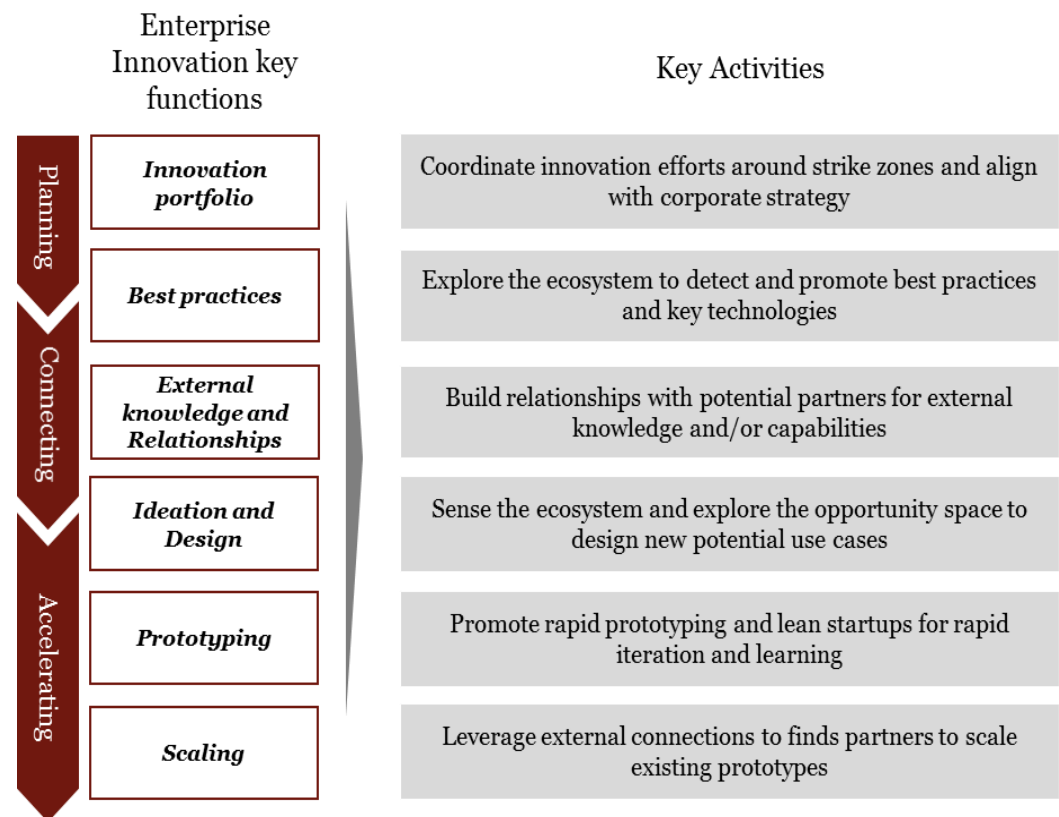 Enterprise
Innovation key
functions
Key Activities
Planning
Connecting
Accelerating
Innovation
portfolio
Coordinate innovation efforts around strike zones and align
with corporate strategy
Best practices
Explore the ecosystem to detect and promote best practices
and key technologies
External
knowledge and
Relationships
Build relationships with potential partners for external
knowledge and/or capabilities
Ideation and
Design
Sense the ecosystem and explore the opportunity space to
design new potential use cases
Prototyping
Promote rapid prototyping and lean startups for rapid
iteration and learning
Scaling
Leverage external connections to finds partners to scale
existing prototypes